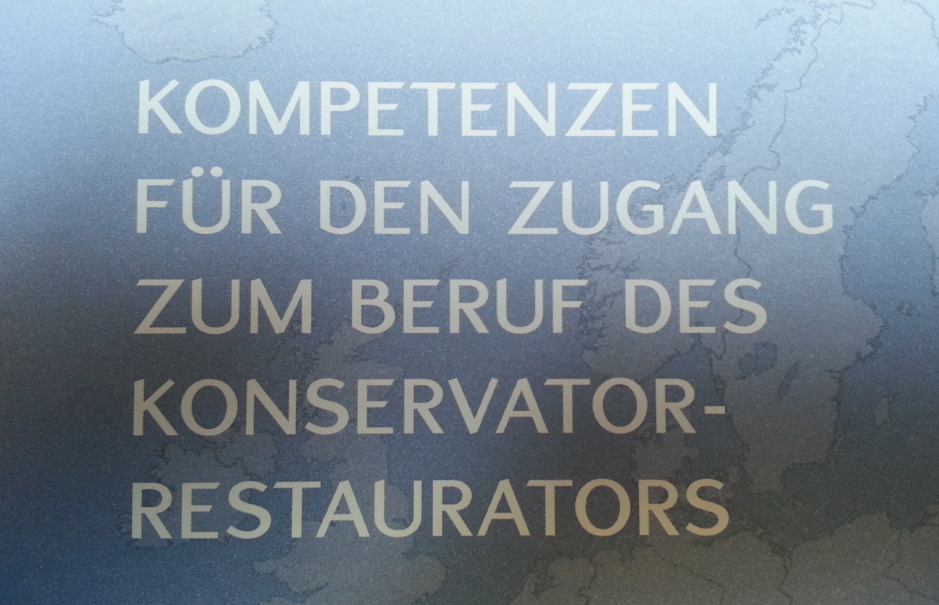 KOMPETENZEN
FÜR DEN ZUGANG
ZUM BERUF DES
KONSERVATOR-
RESTAURATORS